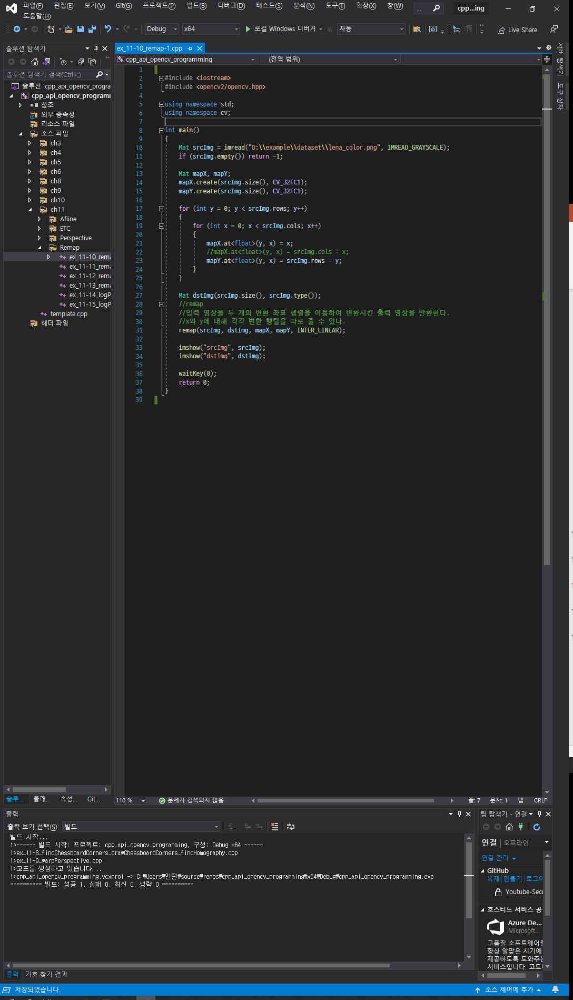 파일(F) 편집(E) 보기(V) Git(G) 프로젝트(P) 빌드(B) 디버그(D) 테스트(S) 분석(N) 도구(T) 확장(X) 창(W) ... cpp...ing
도움말(H)
Debug x64 로컬 Windows 디버거 자동 Live Share
솔루션 탐색기
솔루션 탐색기 검색(Ctrl+;)
솔루션 'cpp_api_opencv_progra
cpp_api_opencv_program
참조
외부 종속성
리소스 파일
소스 파일
ch3
ch4
ch5
ch6
ch8
ch9
ch10
ch11
Afiine
ETC
Perspective
Remap
ex_11-10_rema
ex_11-11_rema
ex_11-12_rema
ex_11-13_rema
ex_11-14_logP
ex_11-15_logP
template.cpp
헤더 파일
솔루... 클래... 속성... Git...
ex_11-10_remap-1.cpp
cpp_api_opencv_programming (전역 범위)
1
2 #include <iostream>
3 #include <opencv2/opencv.hpp>
4
5 using namespace std;
6 using namespace cv;
7
8 int main()
9 {
10 Mat srcImg = imread("D:\\example\\dataset\\lena_color.png", IMREAD_GRAYSCALE);
11 if (srcImg.empty()) return -1;
12
13 Mat mapX, mapY;
14 mapX.create(srcImg.size(), CV_32FC1);
15 mapY.create(srcImg.size(), CV_32FC1);
16
17 for (int y = 0; y < srcImg.rows; y++)
18 {
19 for (int x = 0; x < srcImg.cols; x++)
20 {
21 mapX.at<float>(y, x) = x;
22 //mapX.at<float>(y, x) = srcImg.cols - x;
23 mapY.at<float>(y, x) = srcImg.rows - y;
24 }
25 }
26
27 Mat dstImg(srcImg.size(), srcImg.type());
28 //remap
29 //입력 영상을 두 개의 변환 좌표 행렬을 이용하여 변환시킨 출력 영상을 반환한다.
30 //x와 y에 대해 각각 변환 행렬을 따로 줄 수 있다.
31 remap(srcImg, dstImg, mapX, mapY, INTER_LINEAR);
32
33 imshow("srcImg", srcImg);
34 imshow("dstImg", dstImg);
35
36 waitKey(0);
37 return 0;
38 }
39
서버 탐색기
도구 상자
110 % 문제가 검색되지 않음 줄: 7 문자: 1 탭 CRLF
출력
출력 보기 선택(S): 빌드
빌드 시작...
1>------ 빌드 시작: 프로젝트: cpp_api_opencv_programming, 구성: Debug x64 ------
1>ex_11-8_findChessboardCorners_drawChessboardCorners_findHomography.cpp
1>ex_11-9_warpPerspective.cpp
1>코드를 생성하고 있습니다...
1>cpp_api_opencv_programming.vcxproj -> C:₩Users₩인턴₩source₩repos₩cpp_api_opencv_programming₩x64₩Debug₩cpp_api_opencv_programming.exe
========== 빌드: 성공 1, 실패 0, 최신 0, 생략 0 ==========
출력 기호 찾기 결과
팀 탐색기 - 연결
연결 | 오프라인
연결 관리
GitHub
복제 | 만들기 | 로그아
Youtube-Secr
호스티드 서비스 공
Azure De...
Microsoft...
고품질 소프트웨어를
항상 알맞은 시기에
제공하도록 도와주는
서비스입니다. 코드
저장되었습니다. 소스 제어에 추가